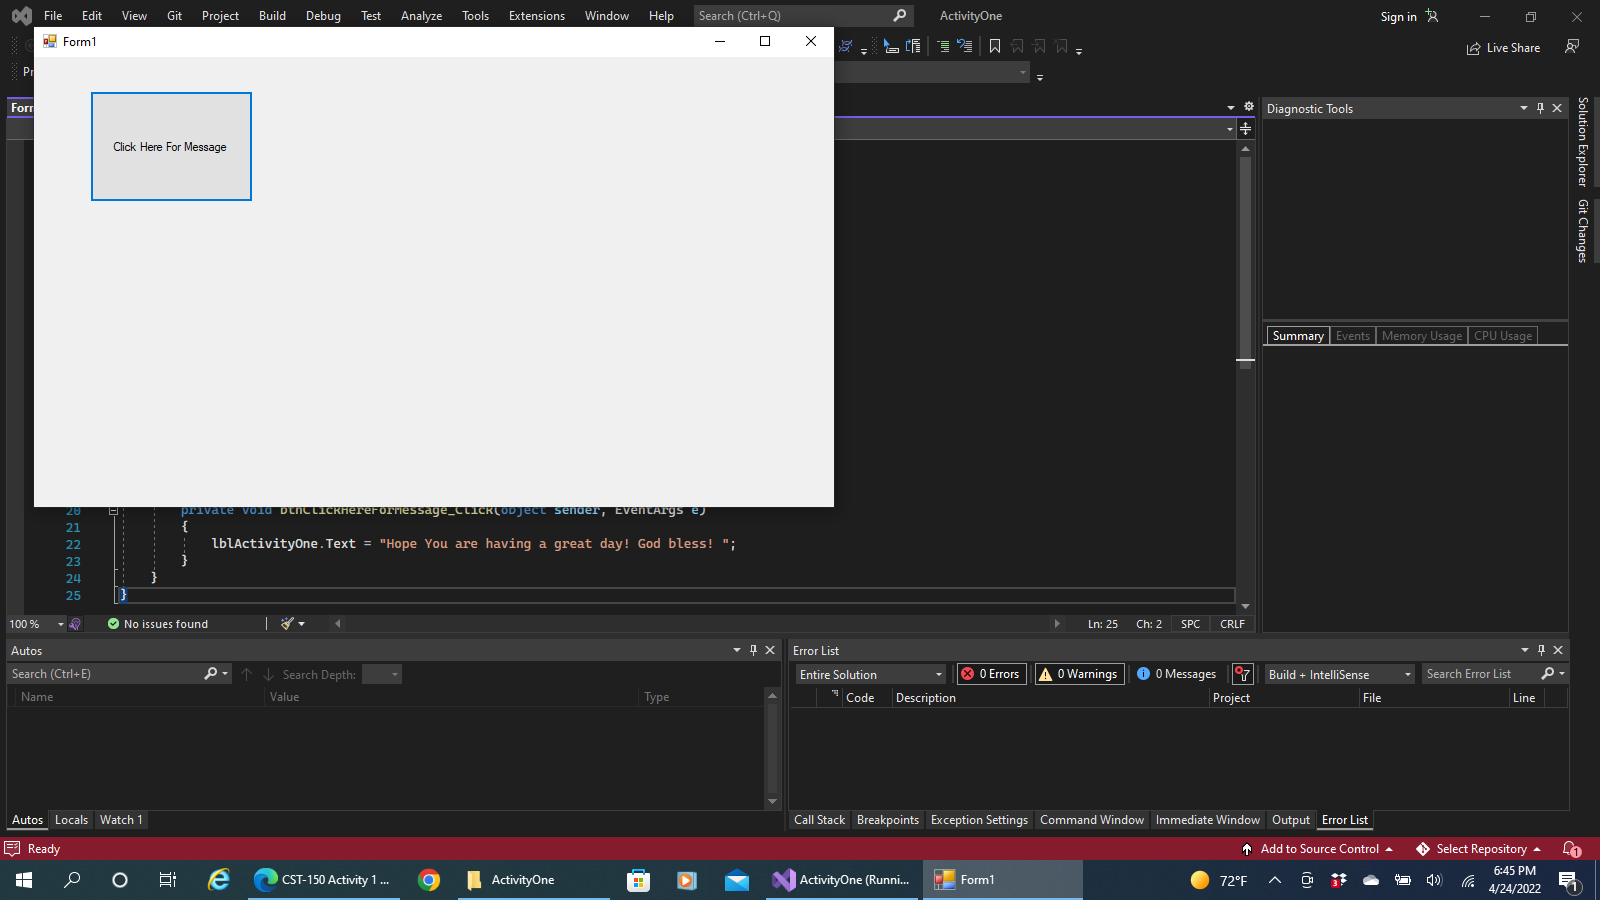 File Edit View Git Project Build Debug Test Analyze Tools Extensions Window Help Search (Ctrl+Q) ActivityOne Sign in
Form1
Live Share
Click Here For Message
Diagnostic Tools
Solution Explorer
Git Changes
Summary Events Memory Usage CPU Usage
20 private void btnClickHereForMessage_Click(object sender, EventArgs e)
21 {
22 lblActivityOne.Text = "Hope You are having a great day! God bless! ";
23 }
24 }
25 }
100 % No issues found Ln: 25 Ch: 2 SPC CRLF
Autos
Search (Ctrl+E) Search Depth:
Name Value Type
Autos Locals Watch 1
Error List
Entire Solution 0 Errors 0 Warnings 0 Messages Build + IntelliSense Search Error List
Code Description Project File Line
Call Stack Breakpoints Exception Settings Command Window Immediate Window Output Error List
Ready Add to Source Control Select Repository 1
CST-150 Activity 1 ... ActivityOne ActivityOne (Runni... Form1 72°F 3 6:45 PM
4/24/2022 1